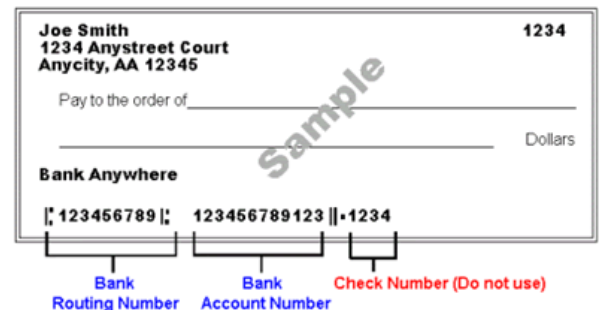 Joe Smith 1234
1234 Anystreet Court
Anycity, AA 12345
Sample
Pay to the order of
Dollars
Bank Anywhere
⑆123456789⑆ 123456789123⑈1234
Bank Bank Check Number (Do not use)
Routing Number Account Number